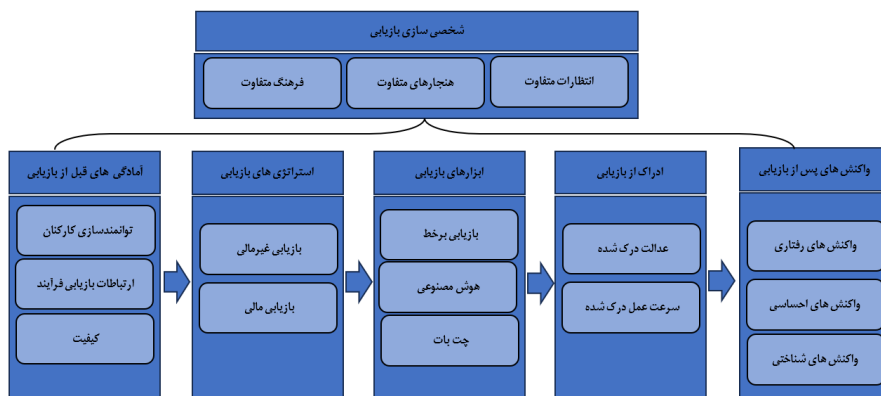 شخصی سازی بازیابی
انتظارات متفاوت
هنجارهای متفاوت
فرهنگ متفاوت
آمادگی های قبل از بازیابی
توانمندسازی کارکنان
ارتباطات بازیابی فرآیند
کیفیت
استراتژی های بازیابی
بازیابی غیرمالی
بازیابی مالی
ابزارهای بازیابی
بازیابی برخط
هوش مصنوعی
چت بات
ادراک از بازیابی
عدالت درک شده
سرعت عمل درک شده
واکنش های پس از بازیابی
واکنش های رفتاری
واکنش های احساسی
واکنش های شناختی